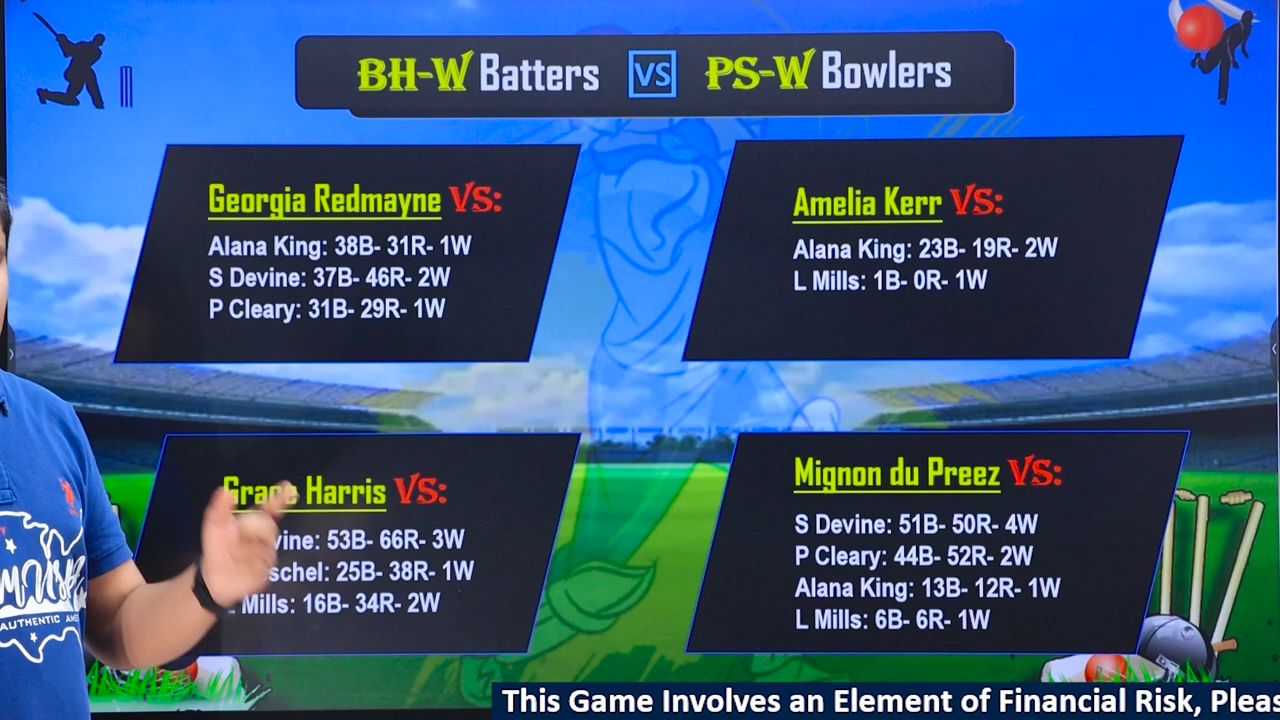 BH-W Batters VS PS-W Bowlers
Georgia Redmayne VS:
Alana King: 38B- 31R- 1W
S Devine: 37B- 46R- 2W
P Cleary: 31B- 29R- 1W
Amelia Kerr VS:
Alana King: 23B- 19R- 2W
L Mills: 1B- 0R- 1W
Grace Harris VS:
vine: 53B- 66R- 3W
schel: 25B- 38R- 1W
Mills: 16B- 34R- 2W
Mignon du Preez VS:
S Devine: 51B- 50R- 4W
P Cleary: 44B- 52R- 2W
Alana King: 13B- 12R- 1W
L Mills: 6B- 6R- 1W
AUTHENTIC
This Game Involves an Element of Financial Risk, Pleas